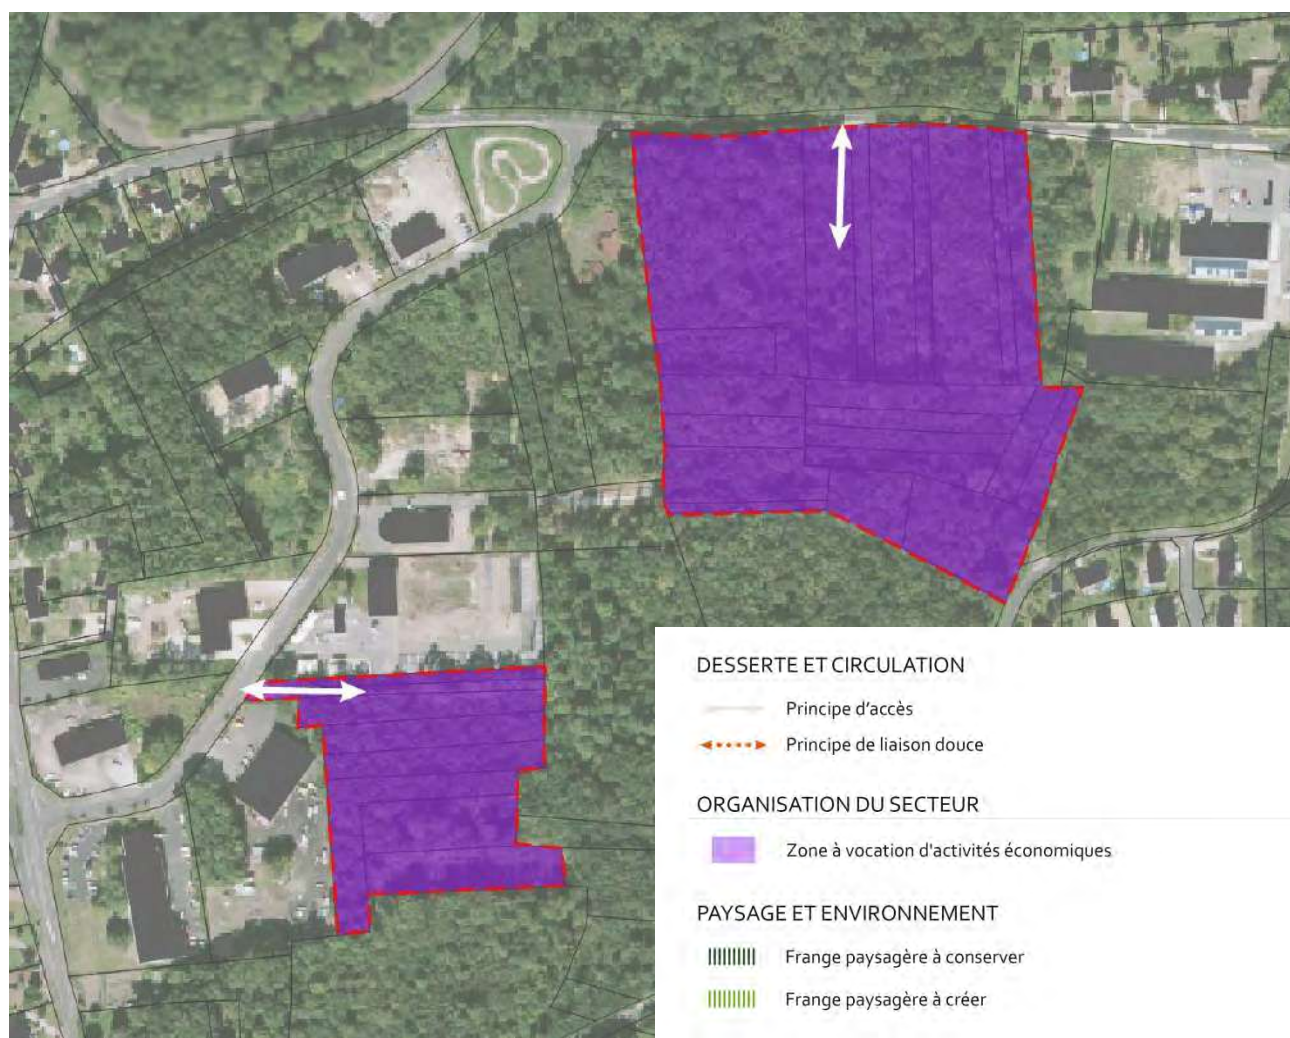 DESSERTE ET CIRCULATION
Principe d'accès
Principe de liaison douce
ORGANISATION DU SECTEUR
Zone à vocation d'activités économiques
PAYSAGE ET ENVIRONNEMENT
Frange paysagère à conserver
Frange paysagère à créer